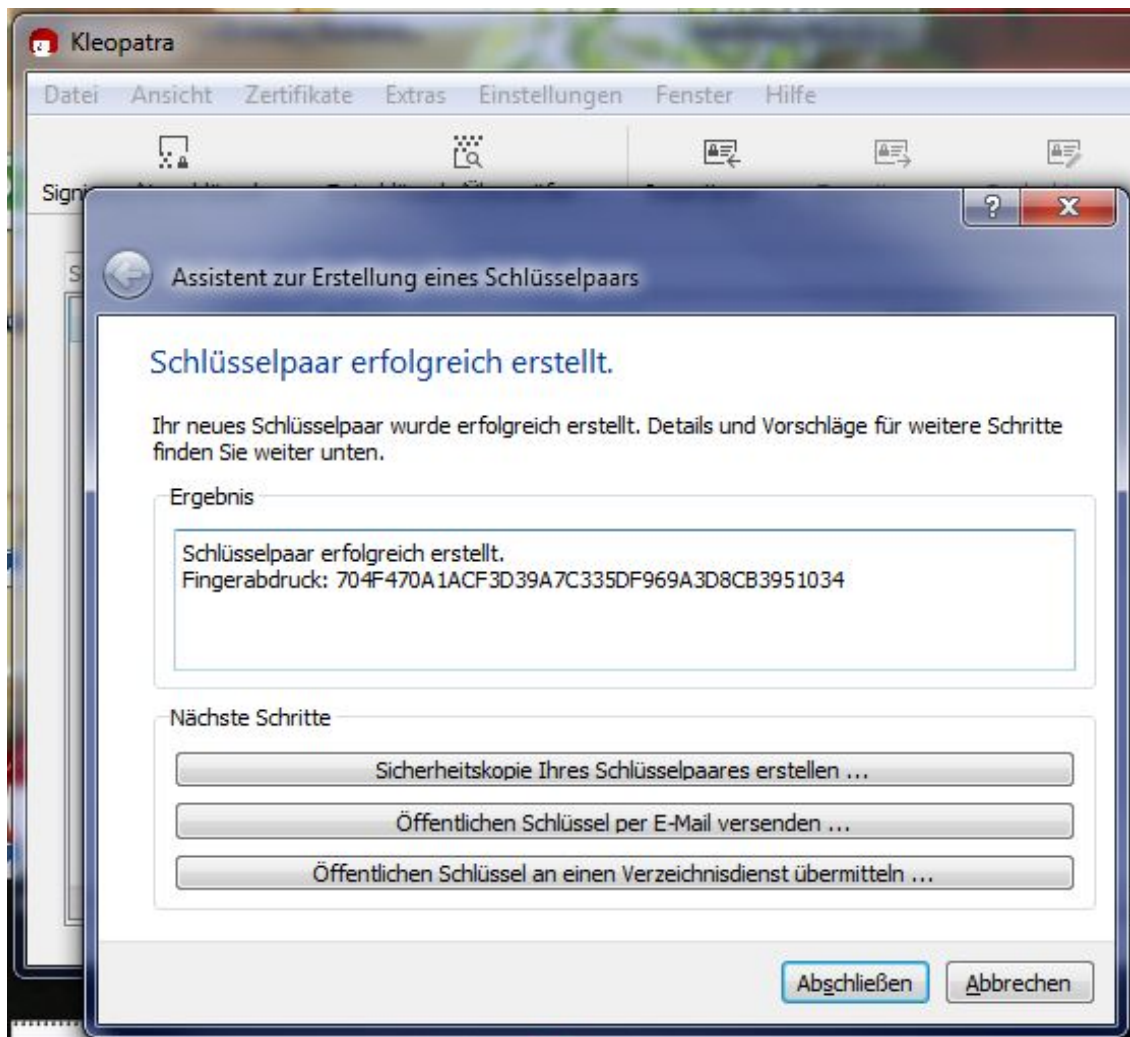 Kleopatra
Datei Ansicht Zertifikate Extras Einstellungen Fenster Hilfe
Assistent zur Erstellung eines Schlüsselpaars
Schlüsselpaar erfolgreich erstellt.
Ihr neues Schlüsselpaar wurde erfolgreich erstellt. Details und Vorschläge für weitere Schritte
finden Sie weiter unten.
Ergebnis
Schlüsselpaar erfolgreich erstellt.
Fingerabdruck: 704F470A1ACF3D39A7C335DF969A3D8CB3951034
Nächste Schritte
Sicherheitskopie Ihres Schlüsselpaares erstellen ...
Öffentlichen Schlüssel per E-Mail versenden ...
Öffentlichen Schlüssel an einen Verzeichnisdienst übermitteln ...
Abschließen Abbrechen